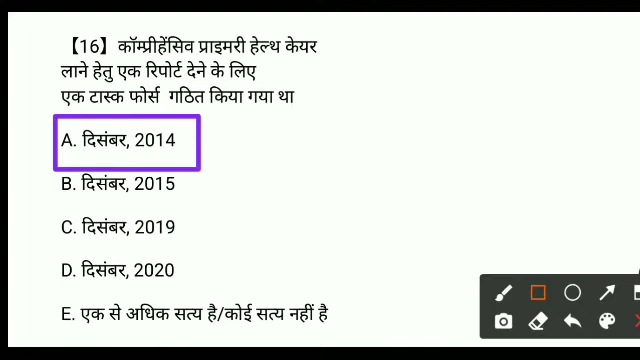 【16】 कॉम्प्रीहेंसिव प्राइमरी हेल्थ केयर
लाने हेतु एक रिपोर्ट देने के लिए
एक टास्क फोर्स गठित किया गया था
A. दिसंबर, 2014
B. दिसंबर, 2015
C. दिसंबर, 2019
D. दिसंबर, 2020
E. एक से अधिक सत्य है/कोई सत्य नहीं है